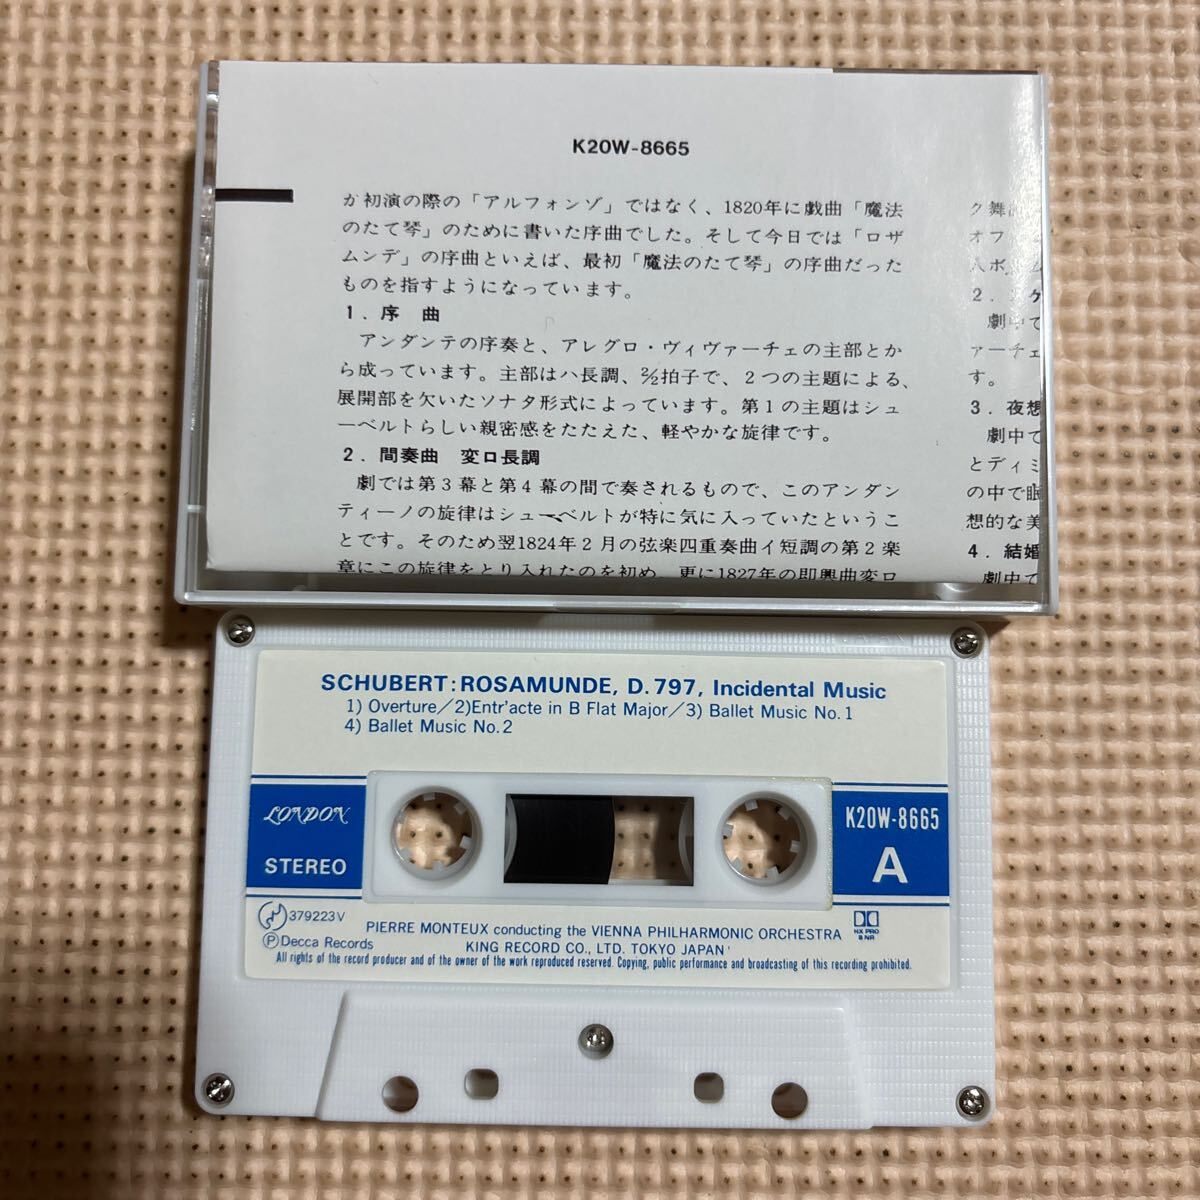 K20W-8665
が初演の際の「アルフォンゾ」ではなく、1820年に戯曲「魔法
のたて琴」のために書いた序曲でした。そして今日では「ロザ
ムンデ」の序曲といえば、最初「魔法のたて琴」の序曲だった
ものを指すようになっています。
1．序　曲
アンダンテの序奏と、アレグロ・ヴィヴァーチェの主部とか
ら成っています。主部はハ長調、2/2拍子で、2つの主題による、
展開部を欠いたソナタ形式によっています。第1の主題はシュ
ーベルトらしい親密感をたたえた、軽やかな旋律です。
2．間奏曲　変ロ長調
劇では第3幕と第4幕の間で奏されるもので、このアンダン
ティーノの旋律はシューベルトが特に気に入っていたというこ
とです。そのため翌1824年2月の弦楽四重奏曲イ短調の第2楽
章にこの旋律をとり入れたのを初め、更に1827年の即興曲変ロ
ク舞
オフ
2．
劇中で
ァーチェ
す。
3．夜想
劇中で
とディミ
の中で眠
想的な美
4．結婚
劇中で
SCHUBERT:ROSAMUNDE, D.797, Incidental Music
1) Overture／2)Entr'acte in B Flat Major／3) Ballet Music No.1
4) Ballet Music No.2
LONDON
STEREO
K20W-8665
A
379223V
Ⓟ Decca Records
PIERRE MONTEUX conducting the VIENNA PHILHARMONIC ORCHESTRA
KING RECORD CO., LTD. TOKYO JAPAN'
HX PRO
B NR
All rights of the record producer and of the owner of the work reproduced reserved. Copying, public performance and broadcasting of this recording prohibited.